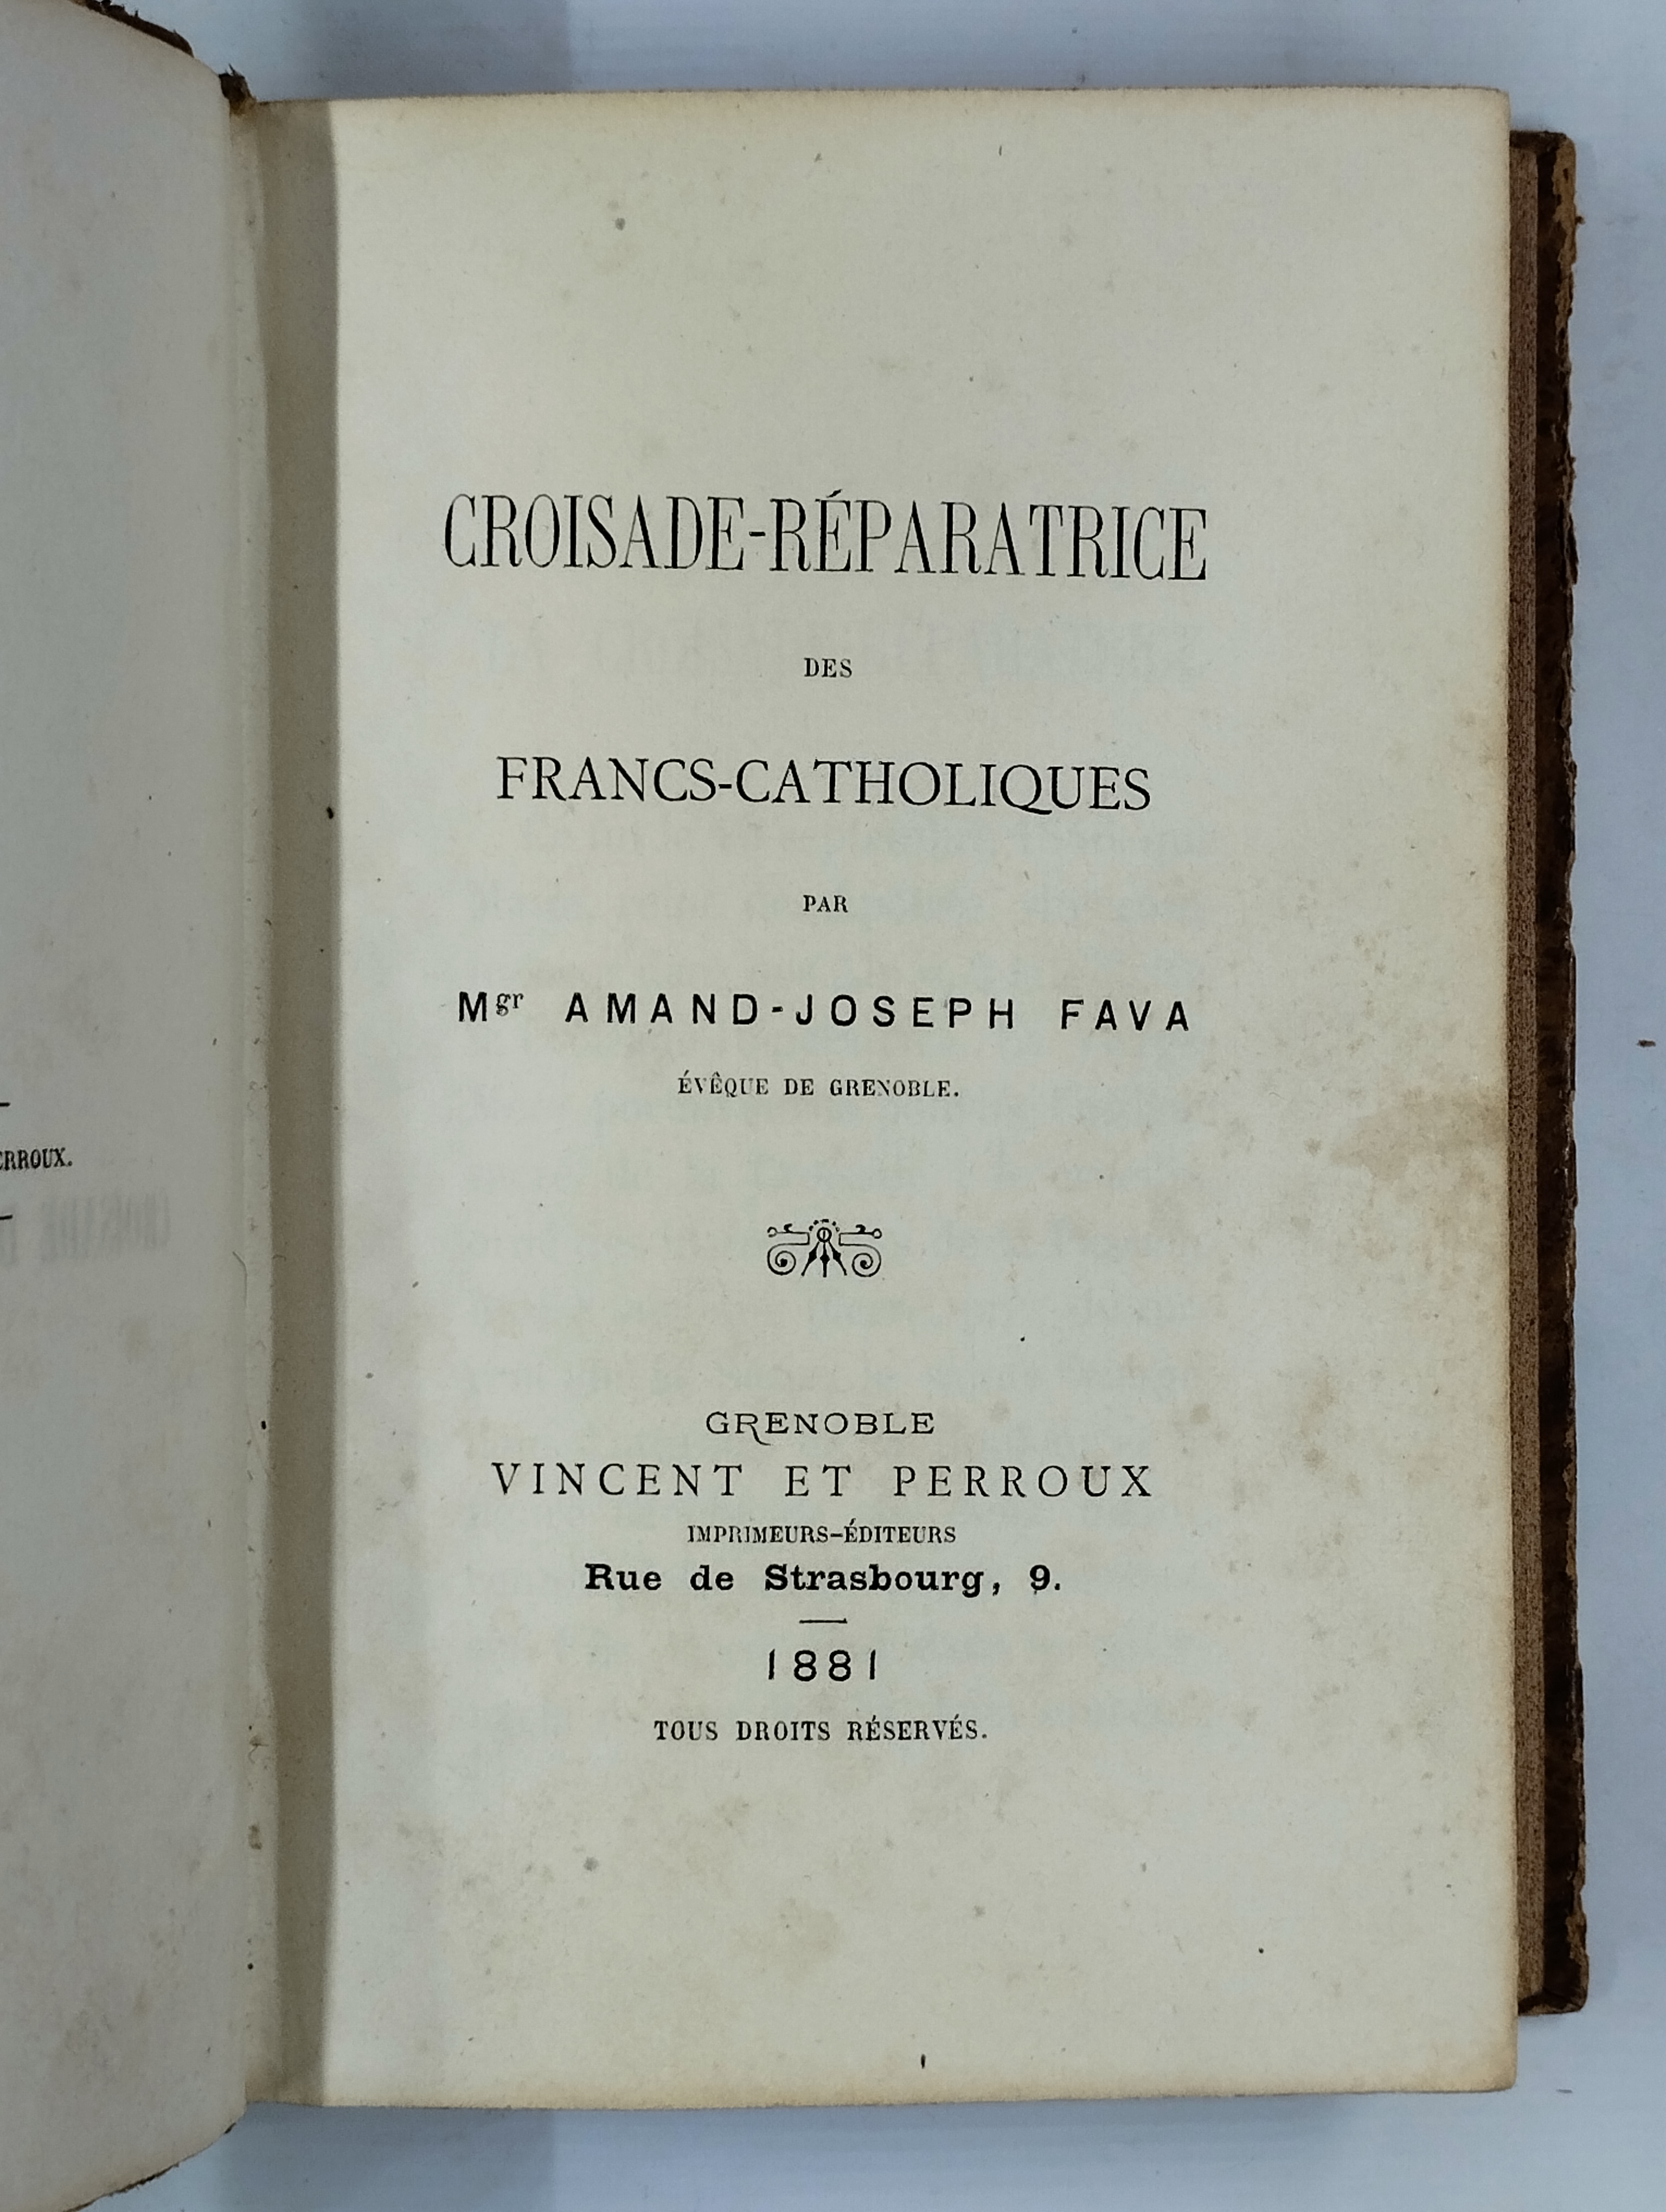 CROISADE-RÉPARATRICE
DES
FRANCS-CATHOLIQUES
PAR
Mgr AMAND-JOSEPH FAVA
ÉVÊQUE DE GRENOBLE.
GRENOBLE
VINCENT ET PERROUX
IMPRIMEURS-ÉDITEURS
Rue de Strasbourg, 9.
1881
TOUS DROITS RÉSERVÉS.